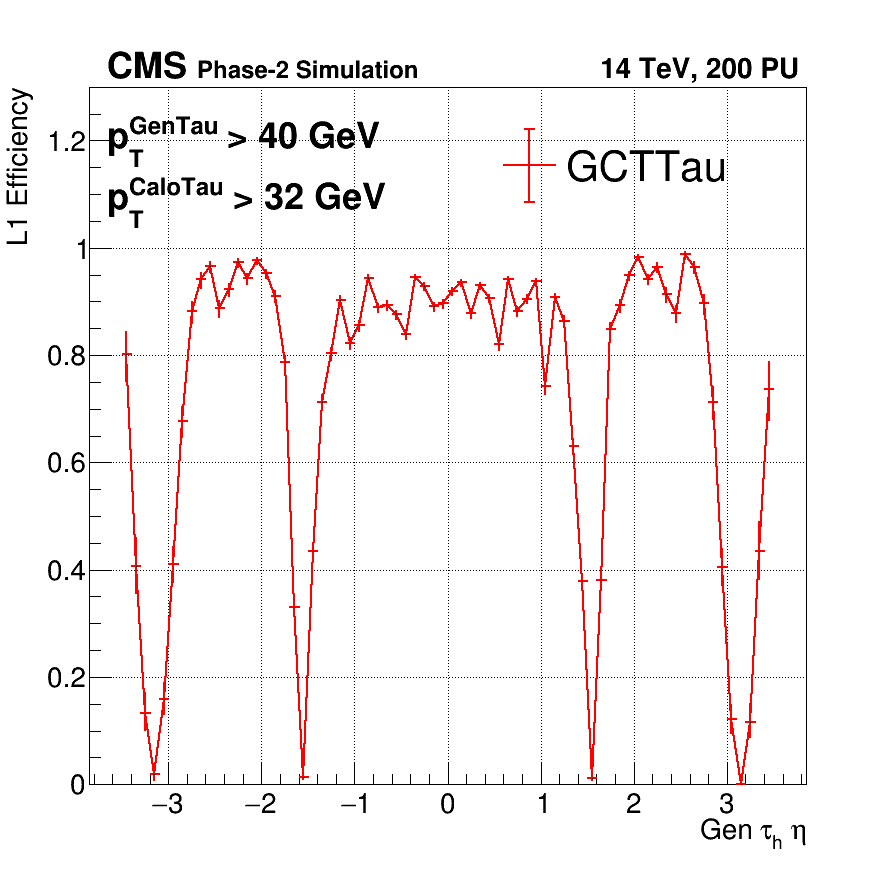 CMS Phase-2 Simulation 14 TeV, 200 PU
L1 Efficiency
p_T^GenTau > 40 GeV
p_T^CaloTau > 32 GeV
GCTTau
1.2
1
0.8
0.6
0.4
0.2
0
−3 −2 −1 0 1 2 3
Gen τ_h η